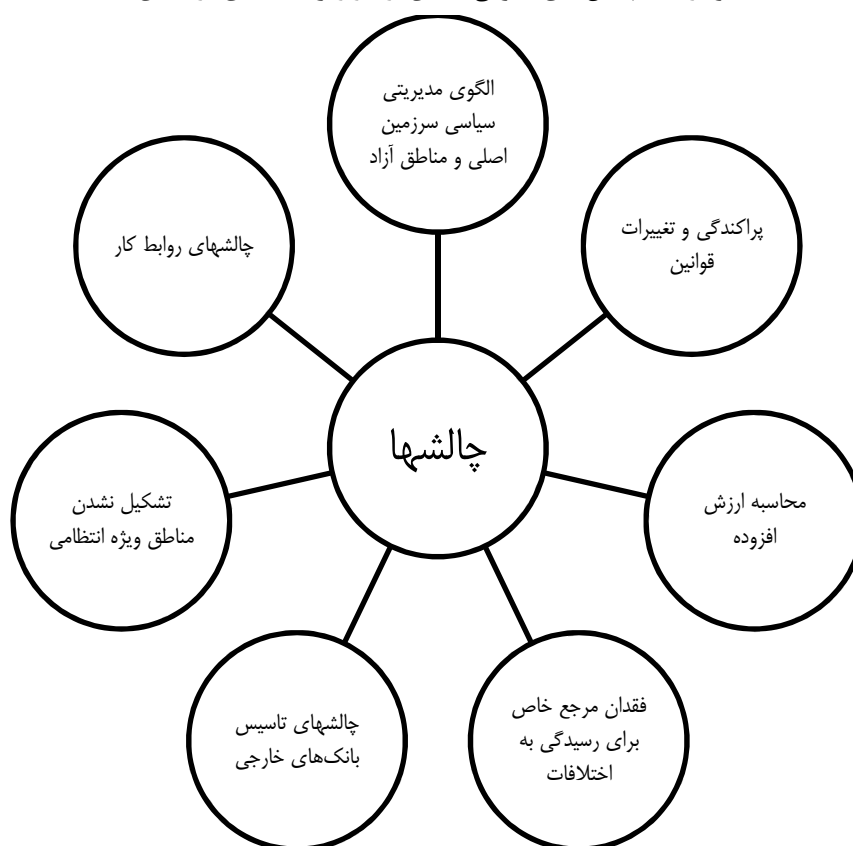 الگوی مدیریتی
سیاسی سرزمین
اصلی و مناطق آزاد
پراکندگی و تغییرات
قوانین
محاسبه ارزش
افزوده
فقدان مرجع خاص
برای رسیدگی به
اختلافات
چالشهای تاسیس
بانک‌های خارجی
تشکیل نشدن
مناطق ویژه انتظامی
چالشهای روابط کار
چالشها